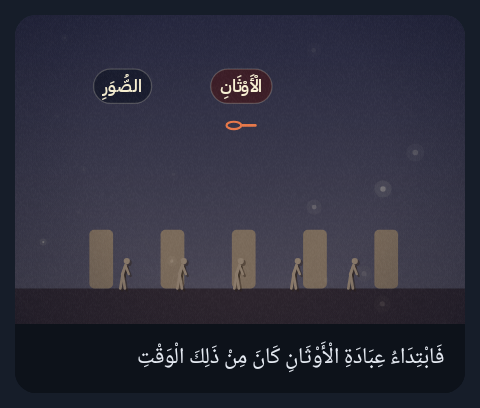 الْأَوْثَانِ
الصُّوَرِ
فَابْتِدَاءُ عِبَادَةِ الْأَوْثَانِ كَانَ مِنْ ذَلِكَ الْوَقْتِ